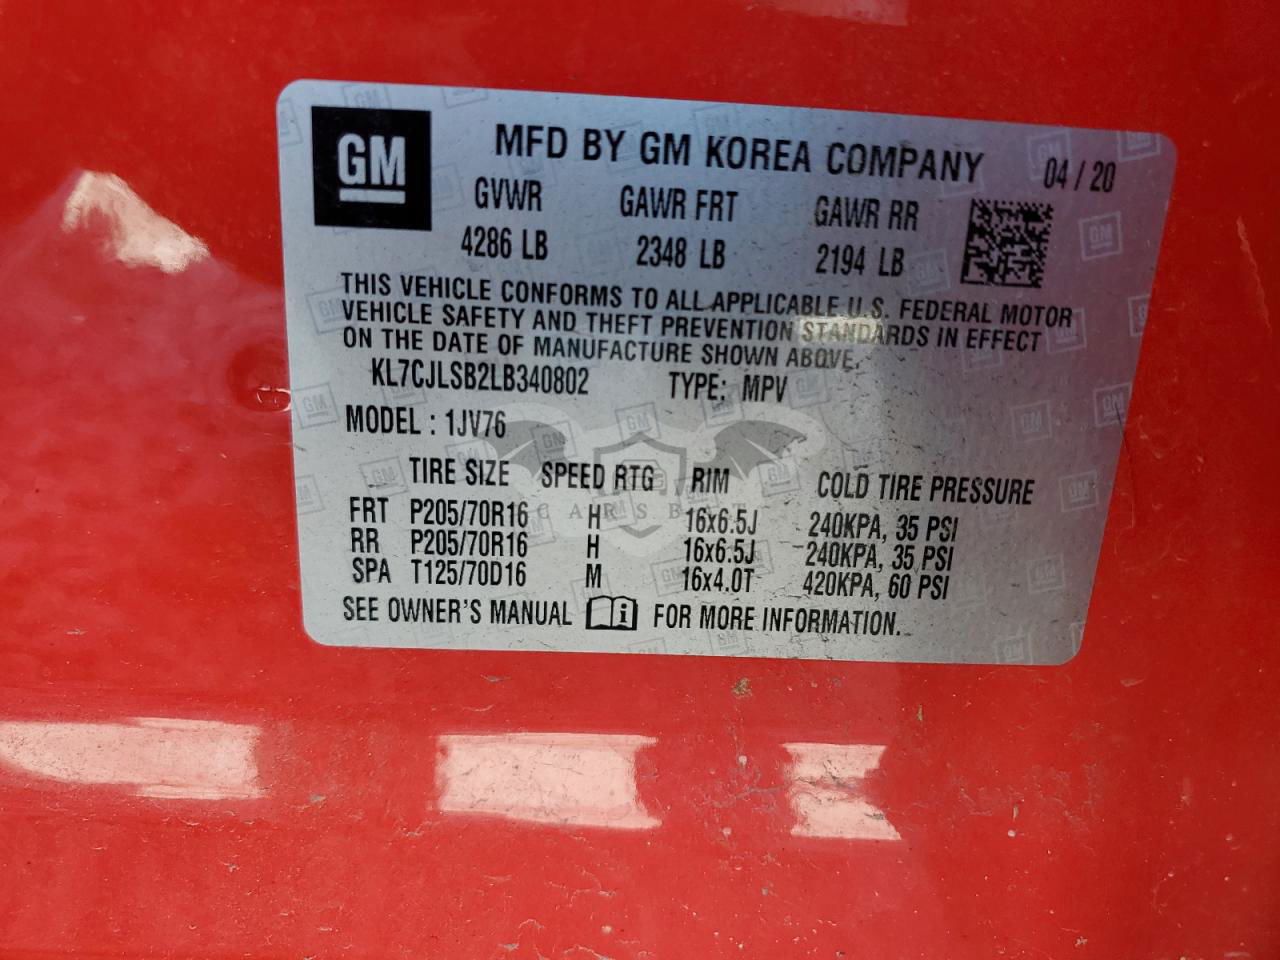 GM
MFD BY GM KOREA COMPANY 04 / 20
GVWR GAWR FRT GAWR RR
4286 LB 2348 LB 2194 LB
THIS VEHICLE CONFORMS TO ALL APPLICABLE U.S. FEDERAL MOTOR
VEHICLE SAFETY AND THEFT PREVENTION STANDARDS IN EFFECT
ON THE DATE OF MANUFACTURE SHOWN ABOVE.
KL7CJLSB2LB340802 TYPE: MPV
MODEL : 1JV76
TIRE SIZE SPEED RTG RIM COLD TIRE PRESSURE
FRT P205/70R16 H 16x6.5J 240KPA, 35 PSI
RR P205/70R16 H 16x6.5J 240KPA, 35 PSI
SPA T125/70D16 M 16x4.0T 420KPA, 60 PSI
SEE OWNER'S MANUAL FOR MORE INFORMATION.